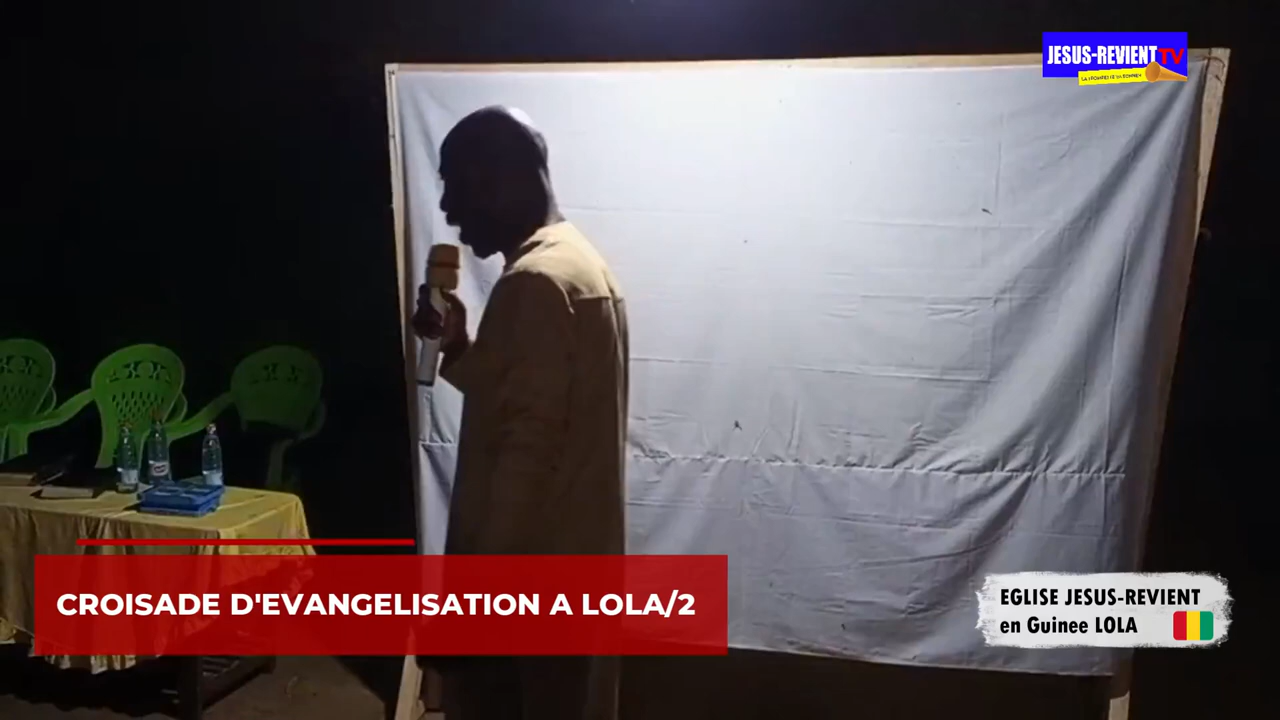 JESUS-REVIENT TV
CROISADE D'EVANGELISATION A LOLA/2
EGLISE JESUS-REVIENT
en Guinee LOLA